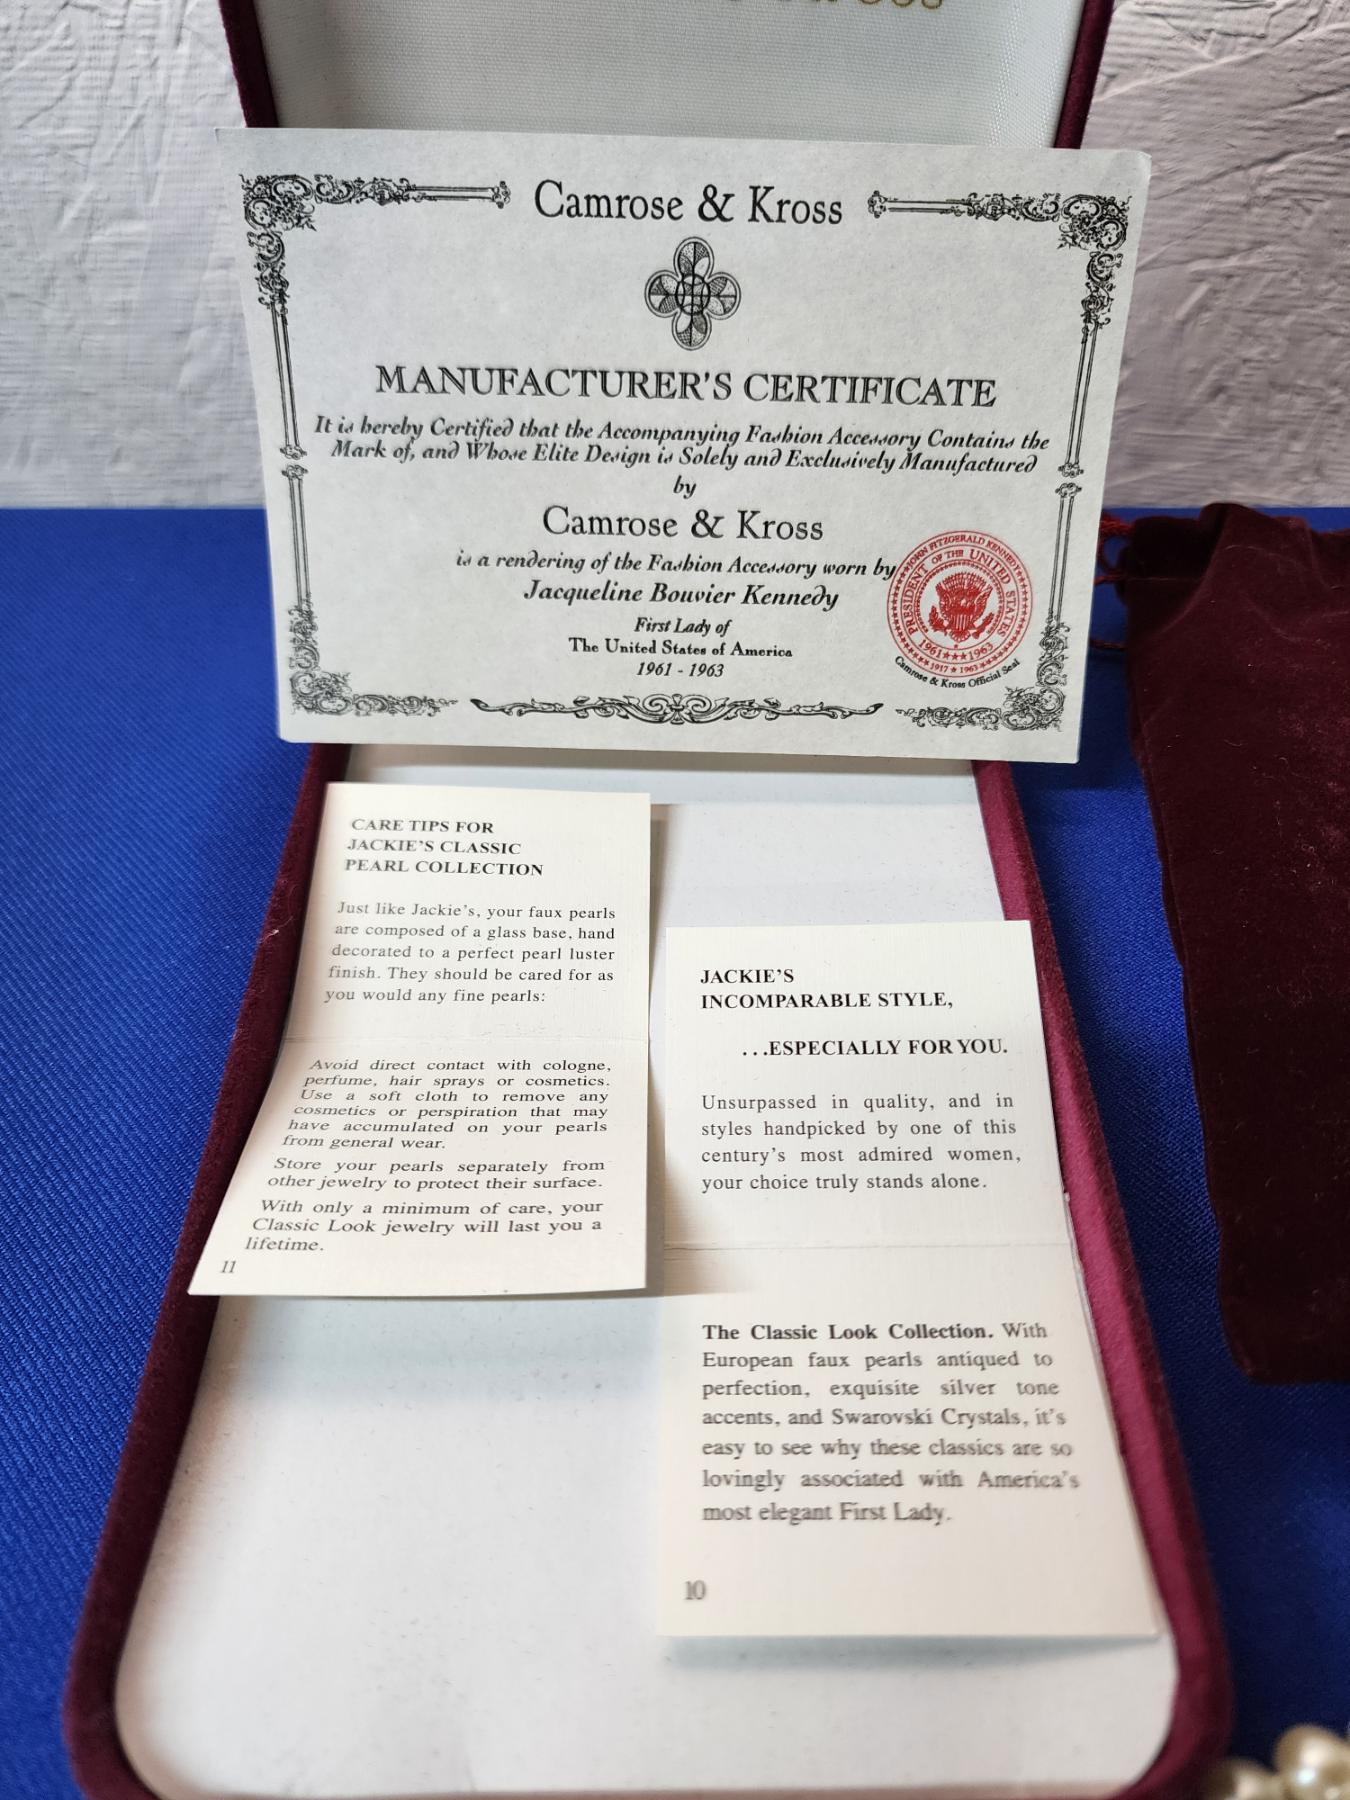 Camrose & Kross
MANUFACTURER'S CERTIFICATE
It is hereby Certified that the Accompanying Fashion Accessory Contains the
Mark of, and Whose Elite Design is Solely and Exclusively Manufactured
by
Camrose & Kross
is a rendering of the Fashion Accessory worn by
Jacqueline Bouvier Kennedy
First Lady of
The United States of America
1961 - 1963
JOHN FITZGERALD KENNEDY
PRESIDENT OF THE UNITED STATES
1961★★★1963
1917 ★ 1963
Camrose & Kross Official Seal
CARE TIPS FOR
JACKIE'S CLASSIC
PEARL COLLECTION
Just like Jackie's, your faux pearls
are composed of a glass base, hand
decorated to a perfect pearl luster
finish. They should be cared for as
you would any fine pearls:
Avoid direct contact with cologne,
perfume, hair sprays or cosmetics.
Use a soft cloth to remove any
cosmetics or perspiration that may
have accumulated on your pearls
from general wear.
Store your pearls separately from
other jewelry to protect their surface.
With only a minimum of care, your
Classic Look jewelry will last you a
lifetime.
11
JACKIE'S
INCOMPARABLE STYLE,
...ESPECIALLY FOR YOU.
Unsurpassed in quality, and in
styles handpicked by one of this
century's most admired women,
your choice truly stands alone.
The Classic Look Collection. With
European faux pearls antiqued to
perfection, exquisite silver tone
accents, and Swarovski Crystals, it's
easy to see why these classics are so
lovingly associated with America's
most elegant First Lady.
10